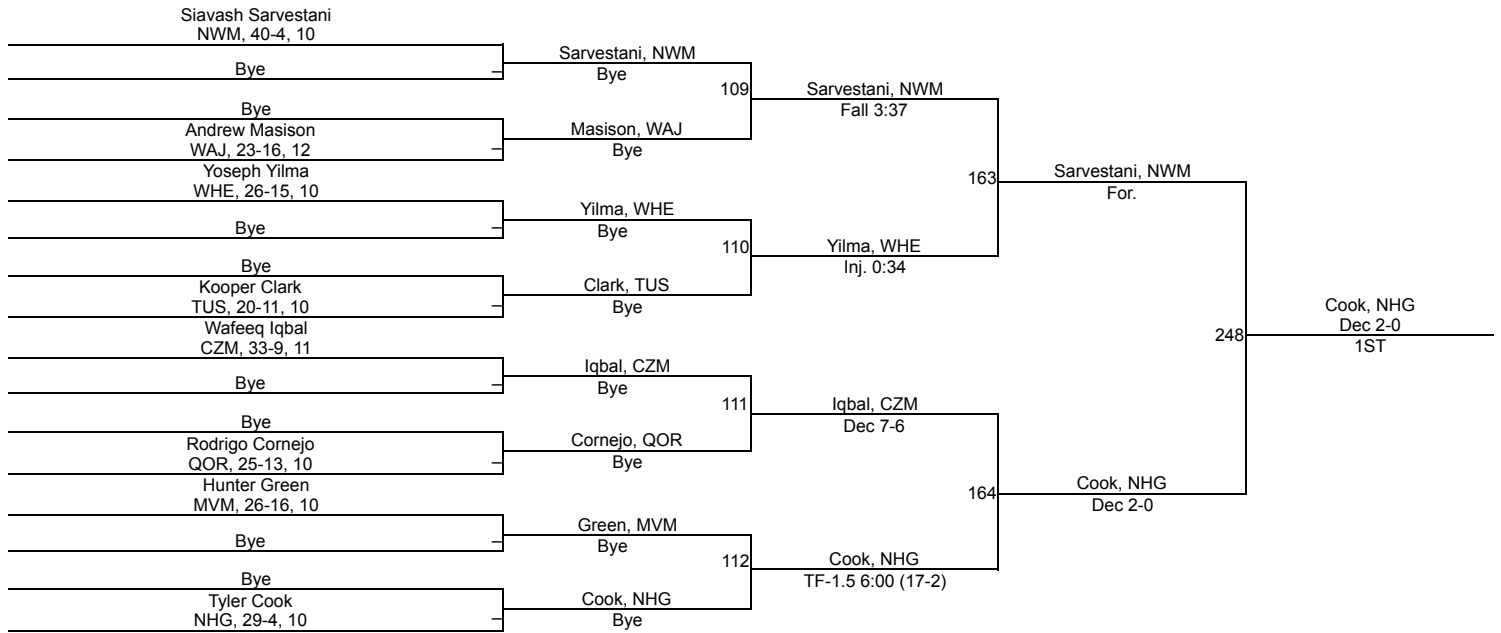 Siavash Sarvestani
NWM, 40-4, 10
Bye
Bye
Andrew Masison
WAJ, 23-16, 12
Yoseph Yilma
WHE, 26-15, 10
Bye
Bye
Kooper Clark
TUS, 20-11, 10
Wafeeq Iqbal
CZM, 33-9, 11
Bye
Bye
Rodrigo Cornejo
QOR, 25-13, 10
Hunter Green
MVM, 26-16, 10
Bye
Bye
Tyler Cook
NHG, 29-4, 10
Sarvestani, NWM
Bye
109
Masison, WAJ
Bye
Yilma, WHE
Bye
110
Clark, TUS
Bye
Iqbal, CZM
Bye
111
Cornejo, QOR
Bye
Green, MVM
Bye
112
Cook, NHG
Bye
Sarvestani, NWM
Fall 3:37
163
Yilma, WHE
Inj. 0:34
Iqbal, CZM
Dec 7-6
164
Cook, NHG
TF-1.5 6:00 (17-2)
Sarvestani, NWM
For.
248
Cook, NHG
Dec 2-0
Cook, NHG
Dec 2-0
1ST